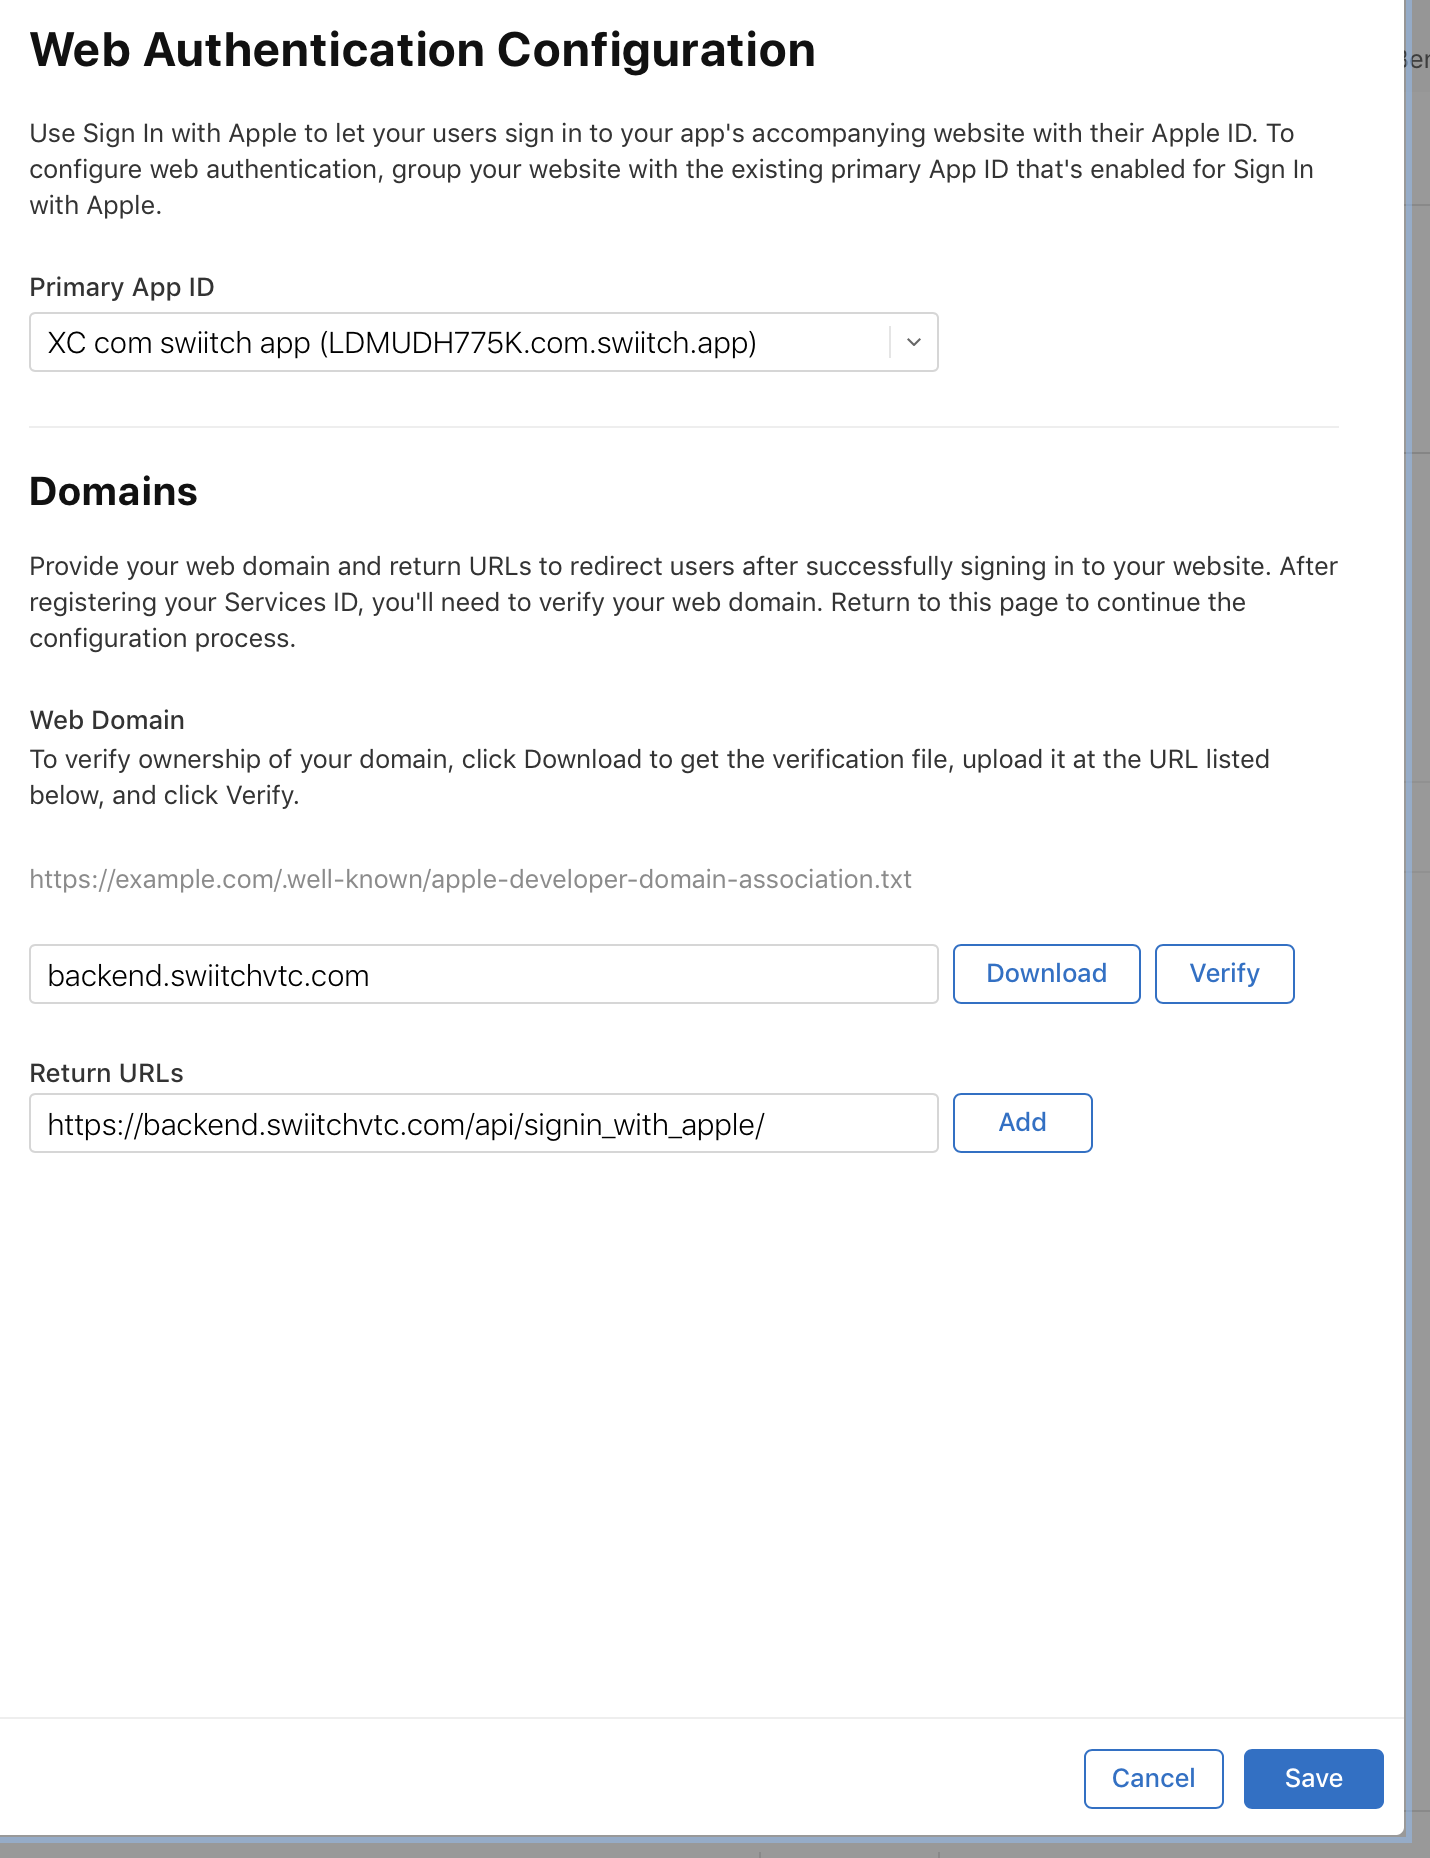 Web Authentication Configuration
Use Sign In with Apple to let your users sign in to your app's accompanying website with their Apple ID. To
configure web authentication, group your website with the existing primary App ID that's enabled for Sign In
with Apple.
Primary App ID
XC com swiitch app (LDMUDH775K.com.swiitch.app)
Domains
Provide your web domain and return URLs to redirect users after successfully signing in to your website. After
registering your Services ID, you'll need to verify your web domain. Return to this page to continue the
configuration process.
Web Domain
To verify ownership of your domain, click Download to get the verification file, upload it at the URL listed
below, and click Verify.
https://example.com/.well-known/apple-developer-domain-association.txt
backend.swiitchvtc.com Download Verify
Return URLs
https://backend.swiitchvtc.com/api/signin_with_apple/ Add
Cancel Save